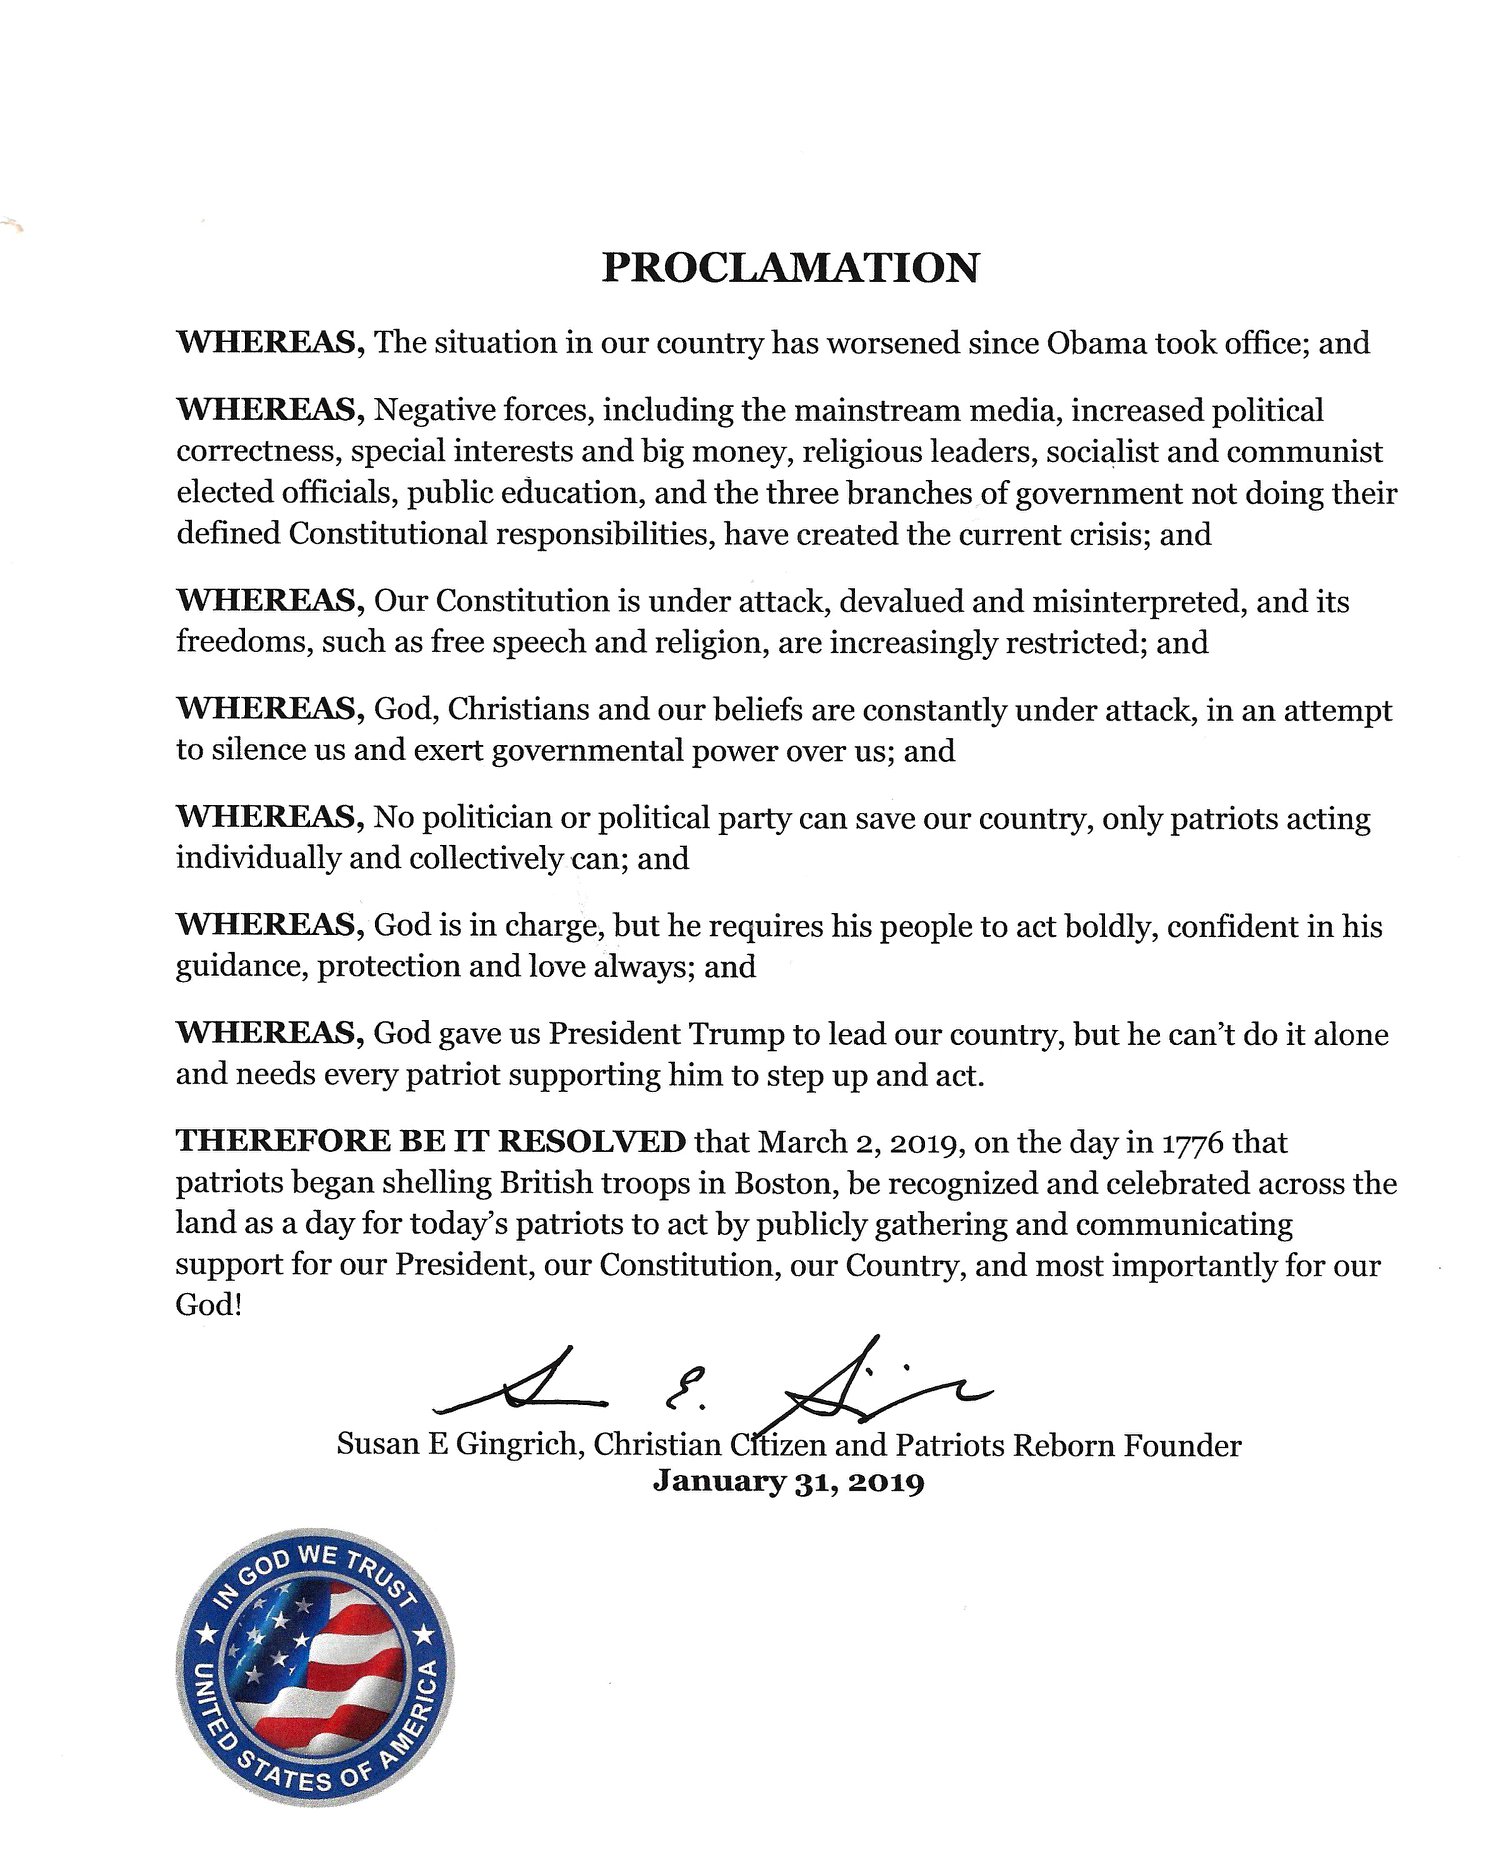 PROCLAMATION
WHEREAS, The situation in our country has worsened since Obama took office; and
WHEREAS, Negative forces, including the mainstream media, increased political
correctness, special interests and big money, religious leaders, socialist and communist
elected officials, public education, and the three branches of government not doing their
defined Constitutional responsibilities, have created the current crisis; and
WHEREAS, Our Constitution is under attack, devalued and misinterpreted, and its
freedoms, such as free speech and religion, are increasingly restricted; and
WHEREAS, God, Christians and our beliefs are constantly under attack, in an attempt
to silence us and exert governmental power over us; and
WHEREAS, No politician or political party can save our country, only patriots acting
individually and collectively can; and
WHEREAS, God is in charge, but he requires his people to act boldly, confident in his
guidance, protection and love always; and
WHEREAS, God gave us President Trump to lead our country, but he can’t do it alone
and needs every patriot supporting him to step up and act.
THEREFORE BE IT RESOLVED that March 2, 2019, on the day in 1776 that
patriots began shelling British troops in Boston, be recognized and celebrated across the
land as a day for today’s patriots to act by publicly gathering and communicating
support for our President, our Constitution, our Country, and most importantly for our
God!
Susan E Gingrich, Christian Citizen and Patriots Reborn Founder
January 31, 2019
IN GOD WE TRUST
UNITED STATES OF AMERICA